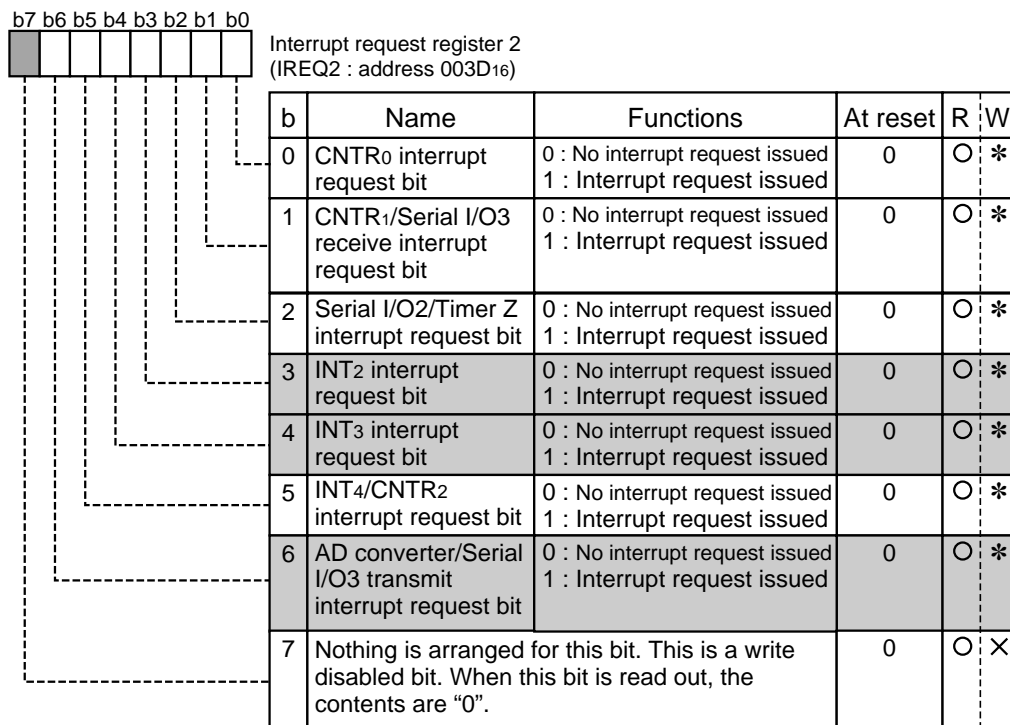 b7 b6 b5 b4 b3 b2 b1 b0
Interrupt request register 2
(IREQ2 : address 003D16)
b Name Functions At reset R W
0 CNTR0 interrupt request bit 0 : No interrupt request issued 0 ○ *
1 : Interrupt request issued
1 CNTR1/Serial I/O3 receive interrupt request bit 0 : No interrupt request issued 0 ○ *
1 : Interrupt request issued
2 Serial I/O2/Timer Z interrupt request bit 0 : No interrupt request issued 0 ○ *
1 : Interrupt request issued
3 INT2 interrupt request bit 0 : No interrupt request issued 0 ○ *
1 : Interrupt request issued
4 INT3 interrupt request bit 0 : No interrupt request issued 0 ○ *
1 : Interrupt request issued
5 INT4/CNTR2 interrupt request bit 0 : No interrupt request issued 0 ○ *
1 : Interrupt request issued
6 AD converter/Serial I/O3 transmit interrupt request bit 0 : No interrupt request issued 0 ○ *
1 : Interrupt request issued
7 Nothing is arranged for this bit. This is a write 0 ○ ×
disabled bit. When this bit is read out, the
contents are “0”.